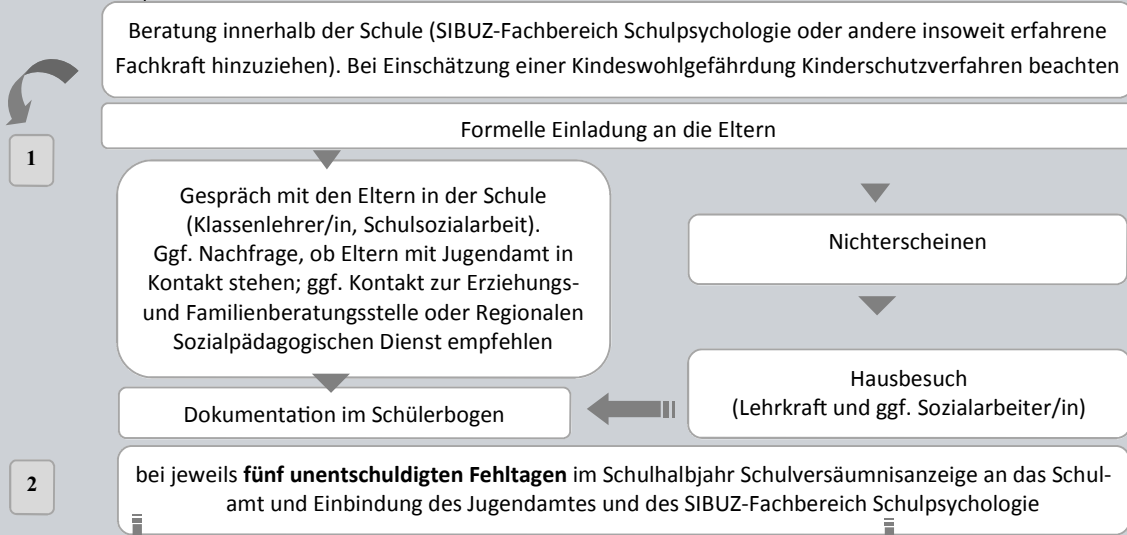 Beratung innerhalb der Schule (SIBUZ-Fachbereich Schulpsychologie oder andere insoweit erfahrene
Fachkraft hinzuziehen). Bei Einschätzung einer Kindeswohlgefährdung Kinderschutzverfahren beachten
Formelle Einladung an die Eltern
1
Gespräch mit den Eltern in der Schule
(Klassenlehrer/in, Schulsozialarbeit).
Ggf. Nachfrage, ob Eltern mit Jugendamt in
Kontakt stehen; ggf. Kontakt zur Erziehungs-
und Familienberatungsstelle oder Regionalen
Sozialpädagogischen Dienst empfehlen
Nichterscheinen
Hausbesuch
(Lehrkraft und ggf. Sozialarbeiter/in)
Dokumentation im Schülerbogen
2
bei jeweils fünf unentschuldigten Fehltagen im Schulhalbjahr Schulversäumnisanzeige an das Schul-
amt und Einbindung des Jugendamtes und des SIBUZ-Fachbereich Schulpsychologie